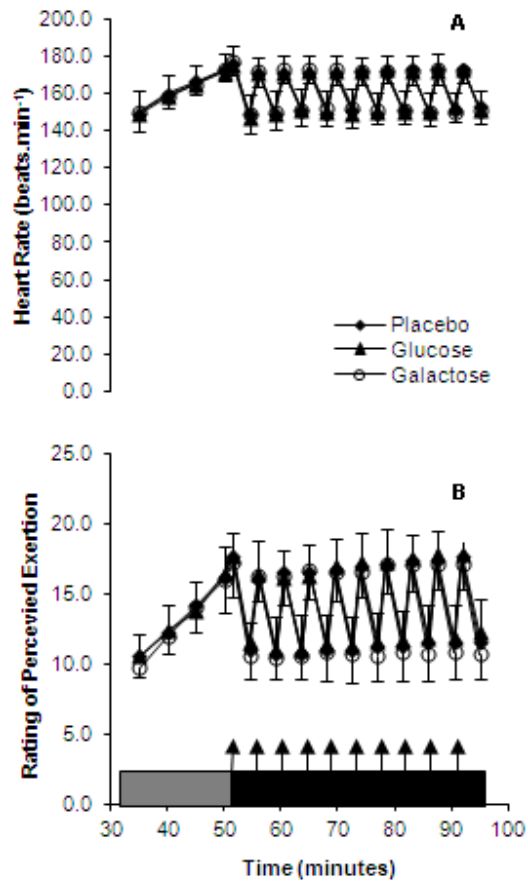 A
Heart Rate (beats.min⁻¹)
200.0
180.0
160.0
140.0
120.0
100.0
80.0
60.0
40.0
20.0
0.0
Placebo
Glucose
Galactose
B
Rating of Percevied Exertion
25.0
20.0
15.0
10.0
5.0
0.0
30 40 50 60 70 80 90 100
Time (minutes)